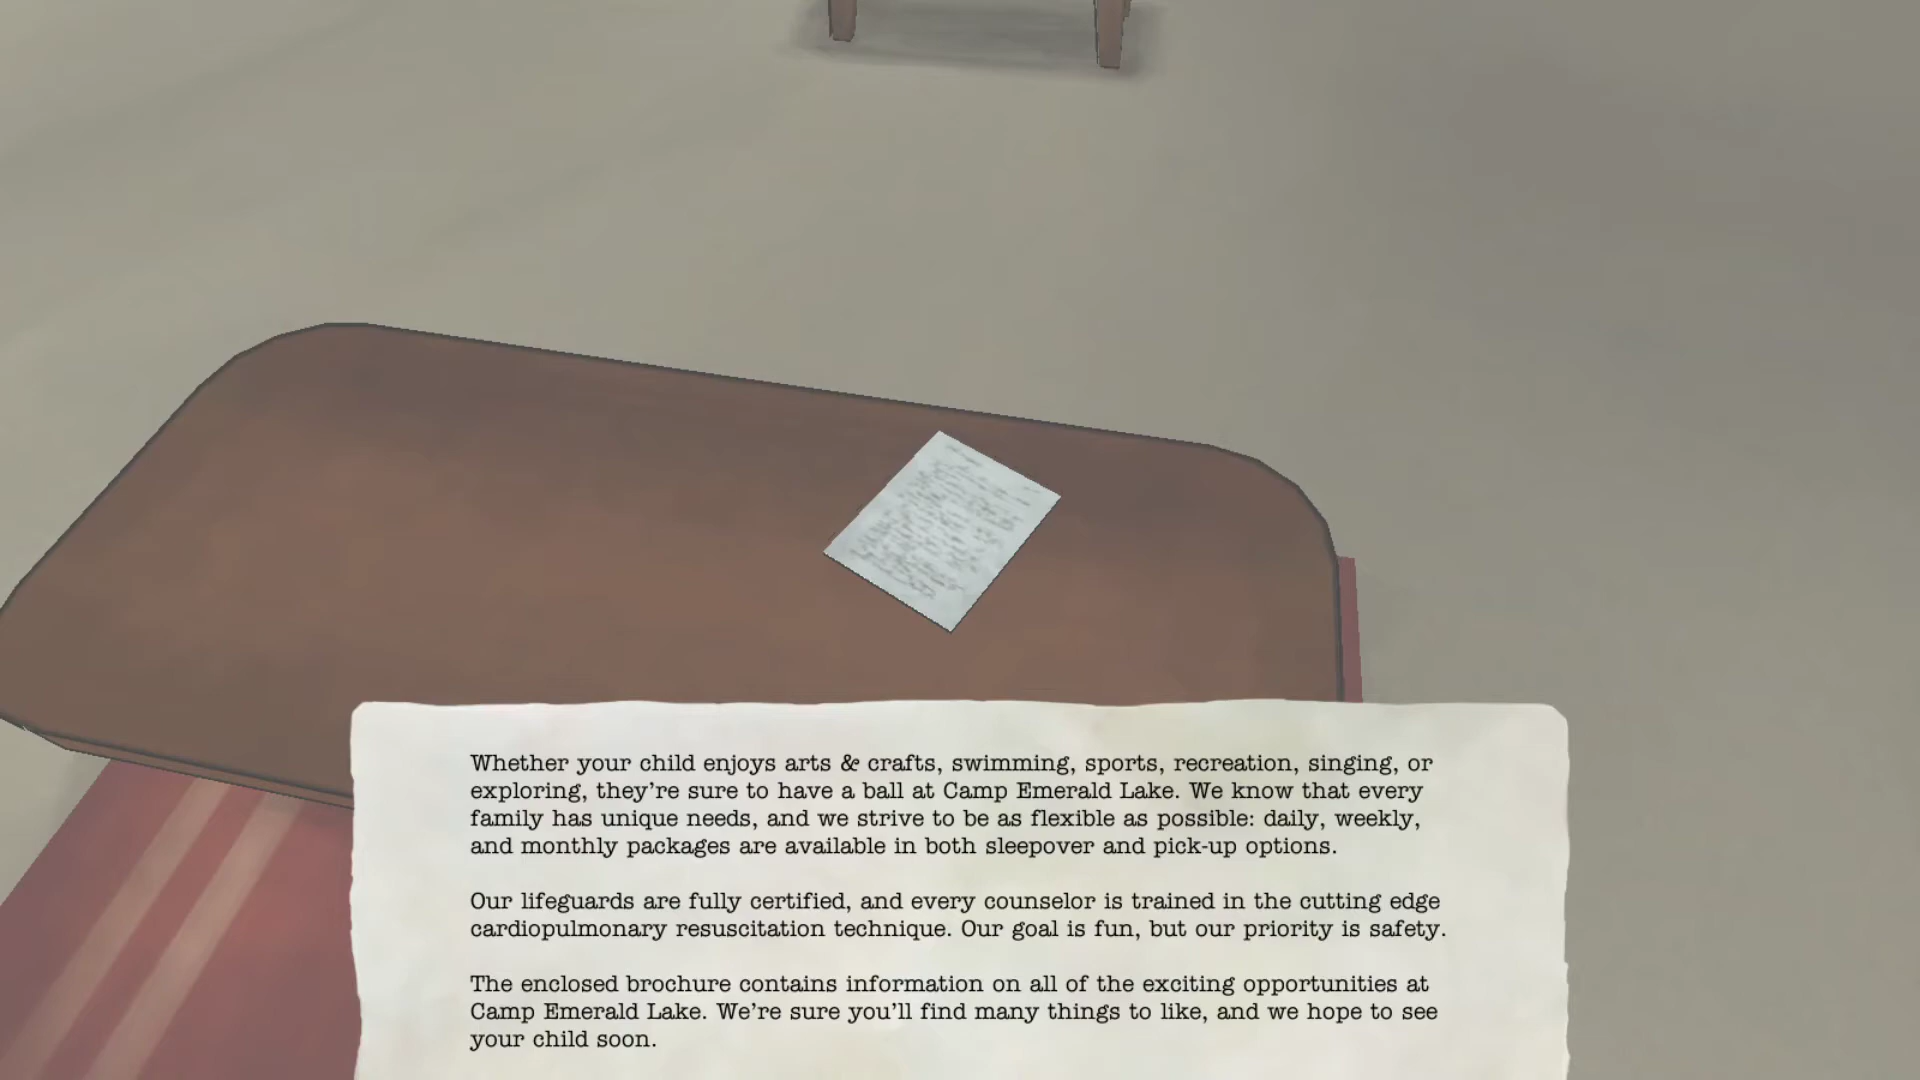 Whether your child enjoys arts & crafts, swimming, sports, recreation, singing, or
exploring, they're sure to have a ball at Camp Emerald Lake. We know that every
family has unique needs, and we strive to be as flexible as possible: daily, weekly,
and monthly packages are available in both sleepover and pick-up options.
Our lifeguards are fully certified, and every counselor is trained in the cutting edge
cardiopulmonary resuscitation technique. Our goal is fun, but our priority is safety.
The enclosed brochure contains information on all of the exciting opportunities at
Camp Emerald Lake. We're sure you'll find many things to like, and we hope to see
your child soon.